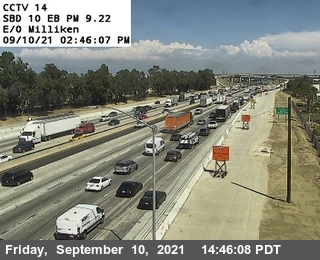 CCTV 14
SBD 10 EB PM 9.22
E/O Milliken
09/10/21 02:46:07 PM
Friday, September 10, 2021 14:46:08 PDT